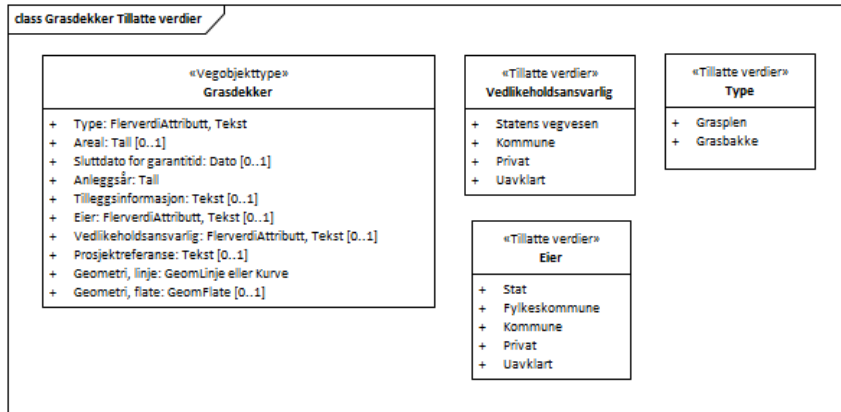 class Grasdekker Tillatte verdier
«Vegobjekttype»
Grasdekker
+ Type: FlerverdiAttributt, Tekst
+ Areal: Tall [0..1]
+ Sluttdato for garantitid: Dato [0..1]
+ Anleggsår: Tall
+ Tilleggsinformasjon: Tekst [0..1]
+ Eier: FlerverdiAttributt, Tekst [0..1]
+ Vedlikeholdsansvarlig: FlerverdiAttributt, Tekst [0..1]
+ Prosjektreferanse: Tekst [0..1]
+ Geometri, linje: GeomLinje eller Kurve
+ Geometri, flate: GeomFlate [0..1]
«Tillatte verdier»
Vedlikeholdsansvarlig
+ Statens vegvesen
+ Kommune
+ Privat
+ Uavklart
«Tillatte verdier»
Type
+ Grasplen
+ Grasbakke
«Tillatte verdier»
Eier
+ Stat
+ Fylkeskommune
+ Kommune
+ Privat
+ Uavklart